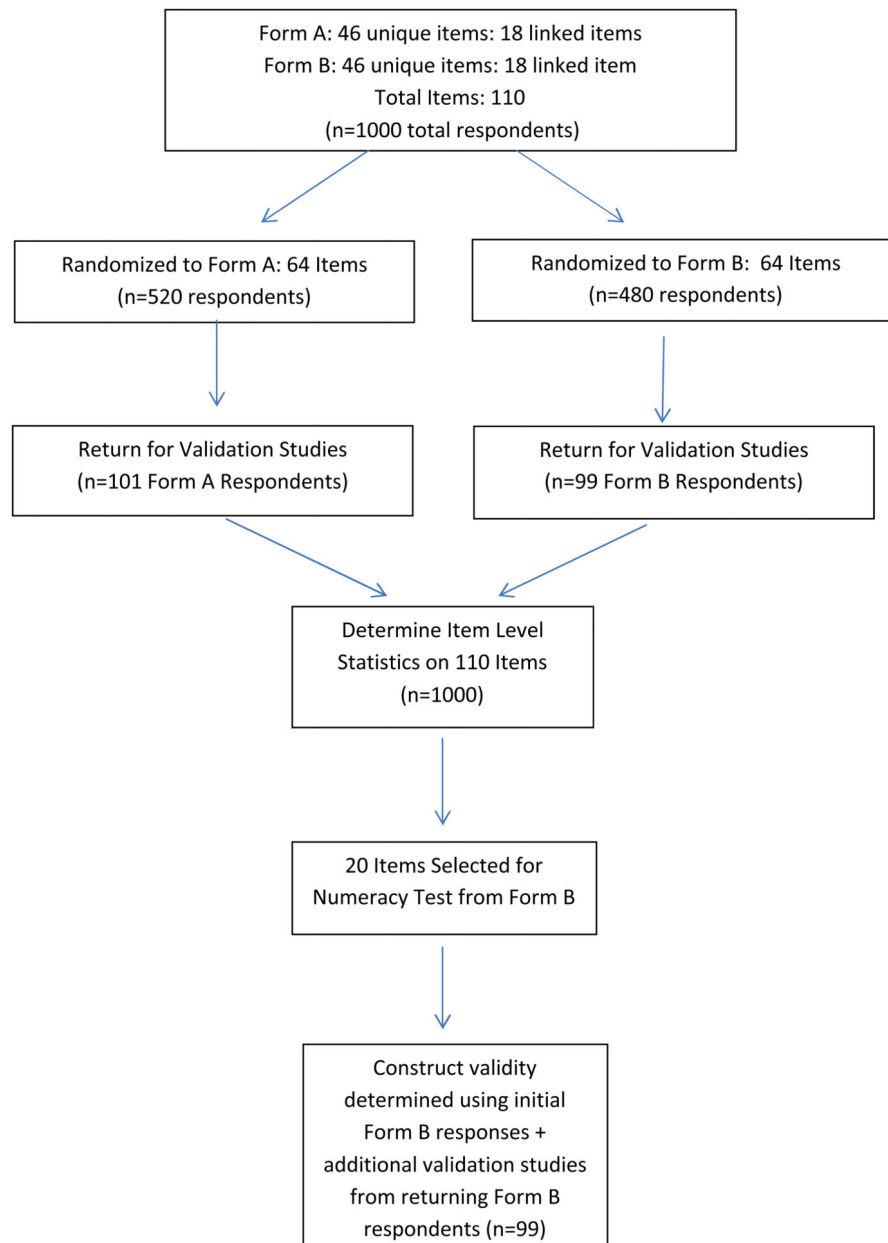 Form A: 46 unique items: 18 linked items
Form B: 46 unique items: 18 linked item
Total Items: 110
(n=1000 total respondents)
Randomized to Form A: 64 Items
(n=520 respondents)
Randomized to Form B:  64 Items
(n=480 respondents)
Return for Validation Studies
(n=101 Form A Respondents)
Return for Validation Studies
(n=99 Form B Respondents)
Determine Item Level
Statistics on 110 Items
(n=1000)
20 Items Selected for
Numeracy Test from Form B
Construct validity
determined using initial
Form B responses +
additional validation studies
from returning Form B
respondents (n=99)